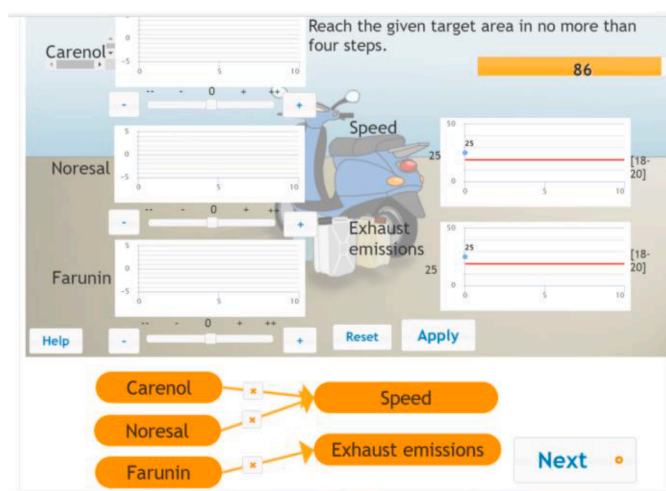 Reach the given target area in no more than
four steps.
86
Carenol
0
-5
0 5 10
-- - 0 + ++
- +
Speed
50
25
25
0
0 5 10
[18-
20]
Noresal
5
0
-5
0 5 10
-- - 0 + ++
- +
Exhaust
emissions
50
25
25
0
0 5 10
[18-
20]
Farunin
5
0
-5
0 5 10
-- - 0 + ++
- +
Help
Reset
Apply
Carenol
Speed
Noresal
Exhaust emissions
Farunin
Next